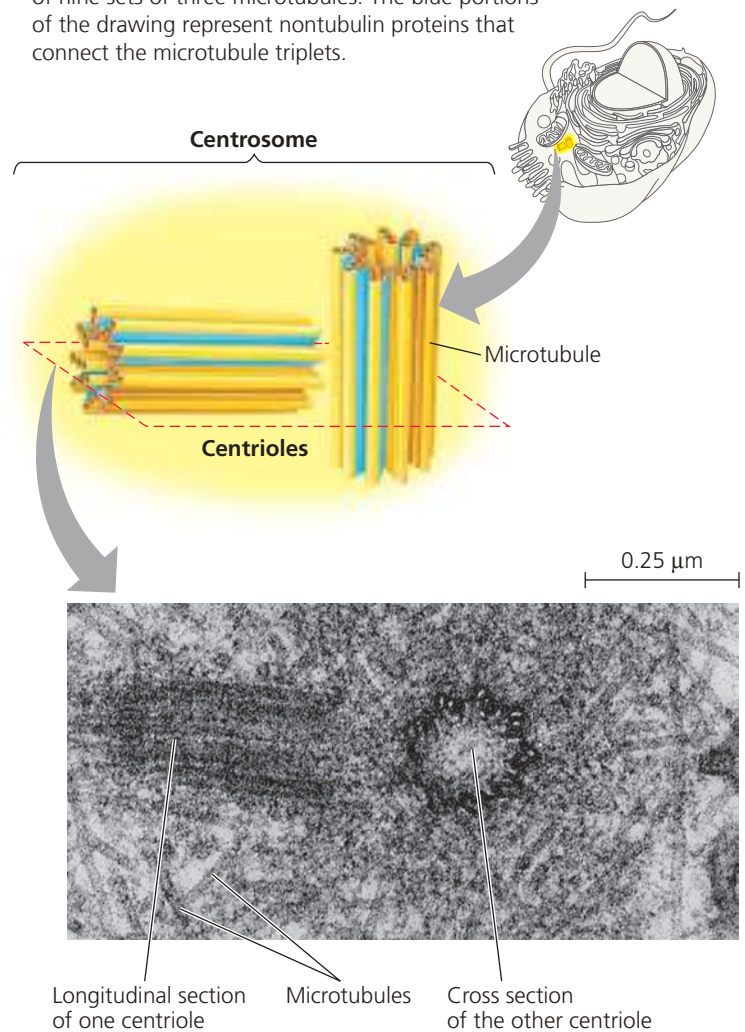 of nine sets of three microtubules. The blue portions
of the drawing represent nontubulin proteins that
connect the microtubule triplets.
Centrosome
Microtubule
Centrioles
0.25 μm
Longitudinal section
of one centriole
Microtubules
Cross section
of the other centriole